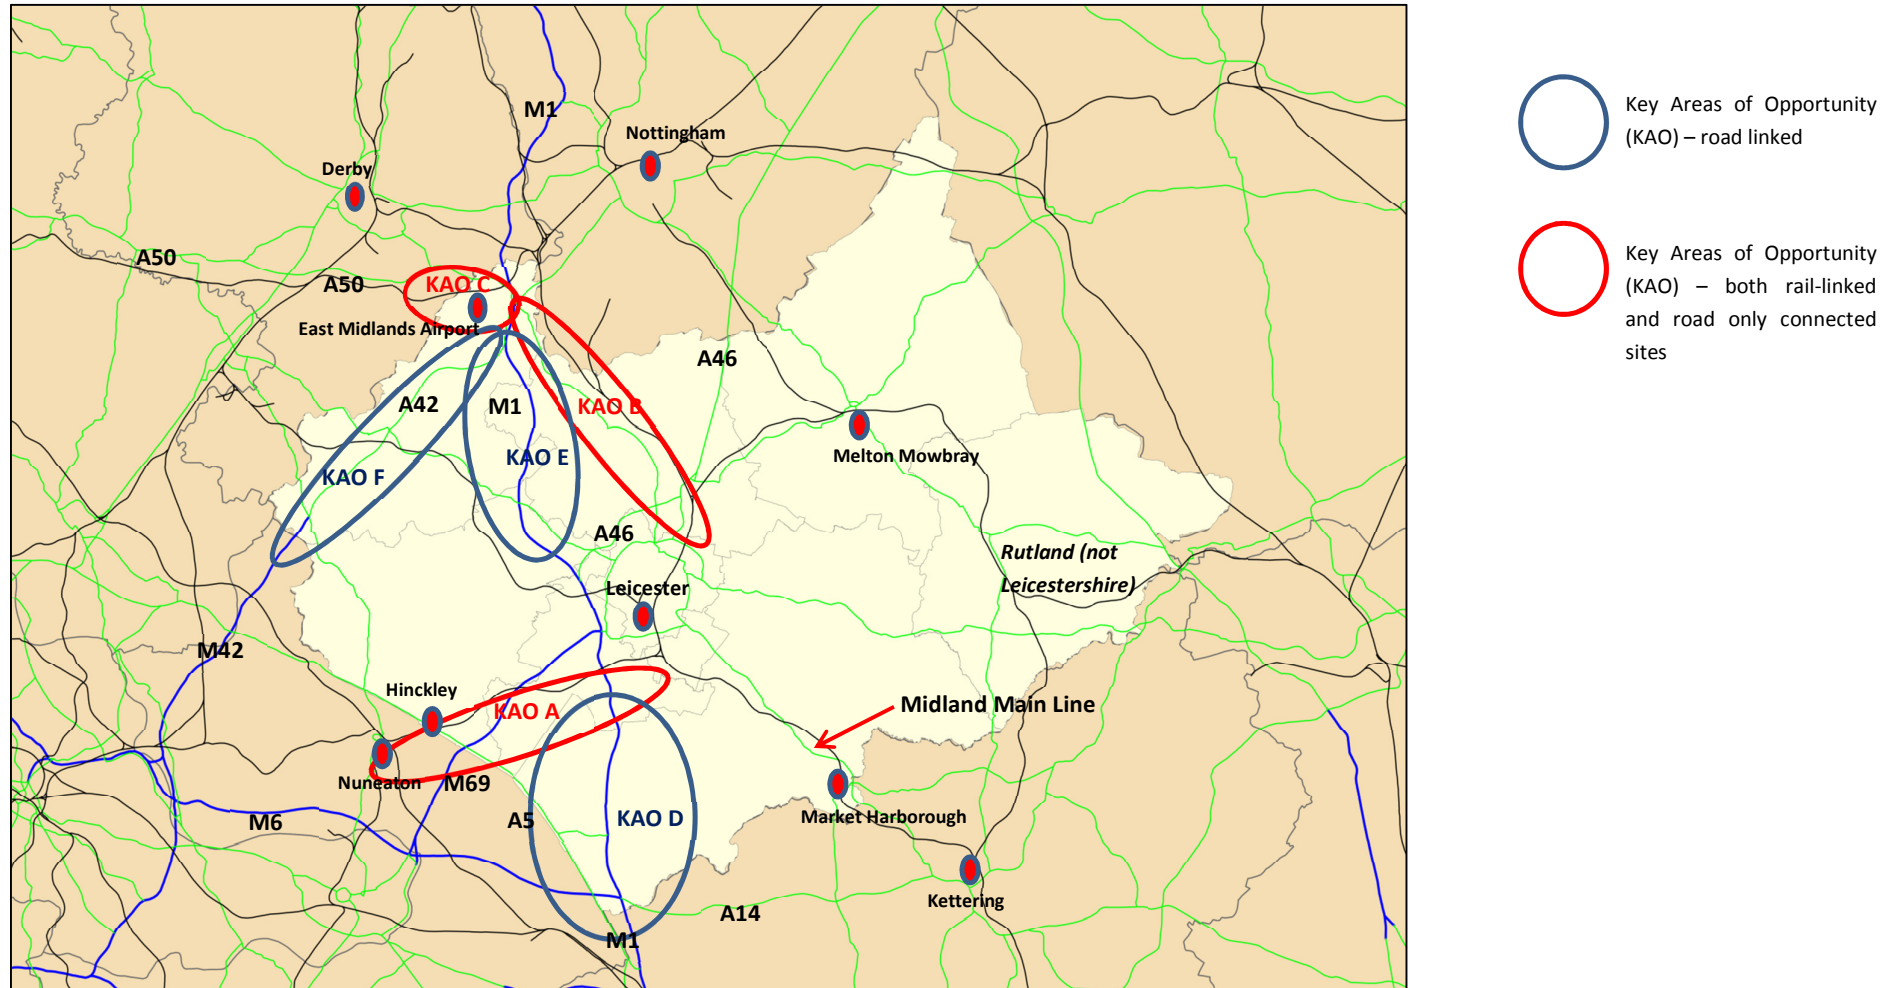 M1
Nottingham
Derby
A50
A50
KAO C
East Midlands Airport
A46
A42
M1
KAO B
KAO E
KAO F
Melton Mowbray
A46
Rutland (not
Leicestershire)
Leicester
M42
Hinckley
KAO A
Midland Main Line
Nuneaton
M69
A5
KAO D
Market Harborough
M6
Kettering
A14
M1
Key Areas of Opportunity
(KAO) – road linked
Key Areas of Opportunity
(KAO) – both rail-linked
and road only connected
sites